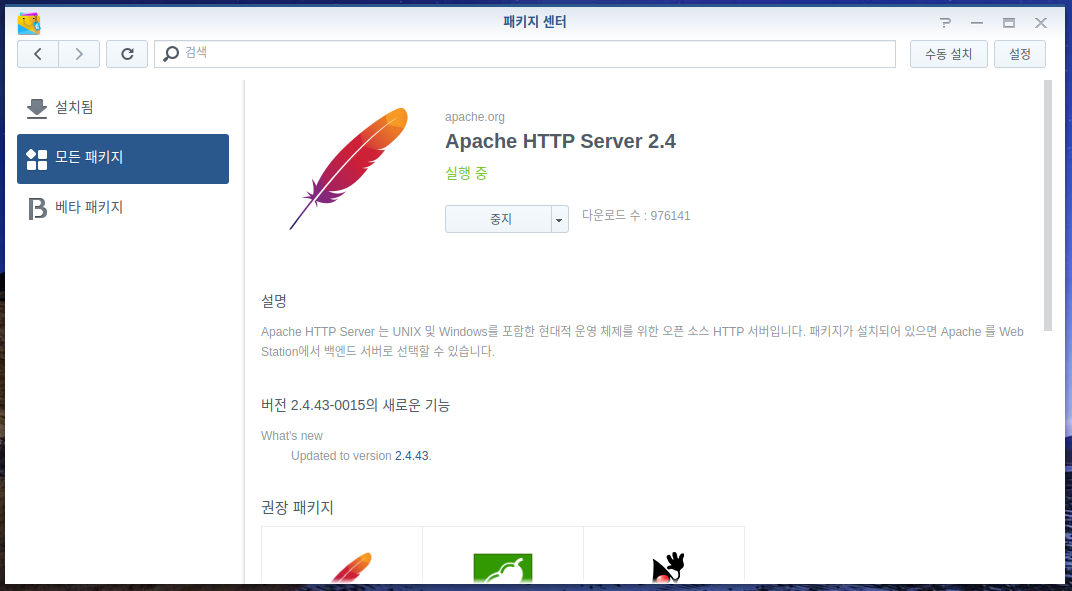 패키지 센터
검색
수동 설치
설정
설치됨
모든 패키지
베타 패키지
apache.org
Apache HTTP Server 2.4
실행 중
중지
다운로드 수 : 976141
설명
Apache HTTP Server 는 UNIX 및 Windows를 포함한 현대적 운영 체제를 위한 오픈 소스 HTTP 서버입니다. 패키지가 설치되어 있으면 Apache 를 Web
Station에서 백엔드 서버로 선택할 수 있습니다.
버전 2.4.43-0015의 새로운 기능
What's new
Updated to version 2.4.43.
권장 패키지